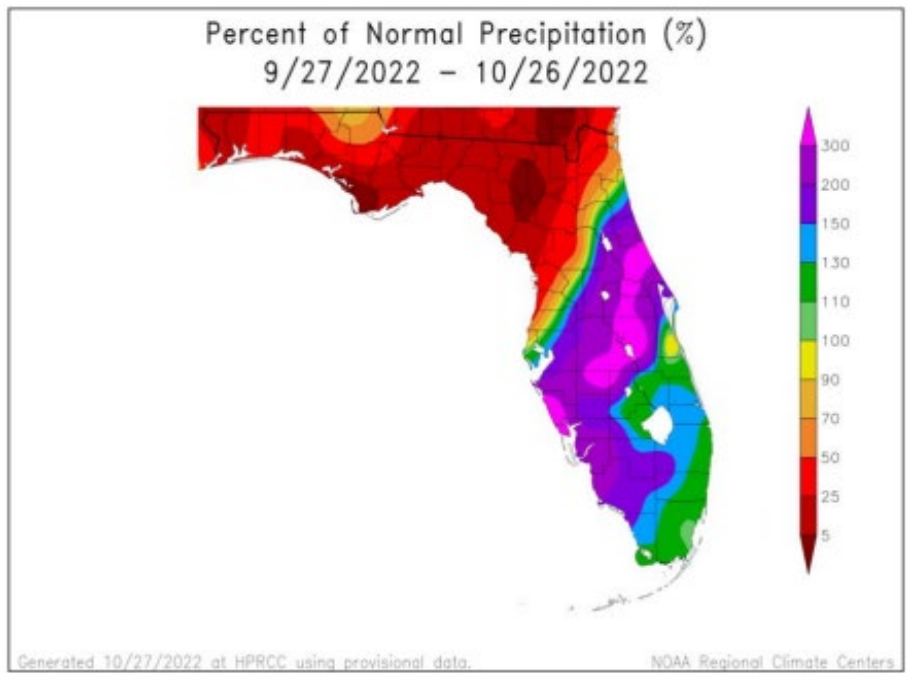 Percent of Normal Precipitation (%)
9/27/2022 – 10/26/2022
300
200
150
130
110
100
90
70
50
25
5
Generated 10/27/2022 at HPRCC using provisional data.
NOAA Regional Climate Centers